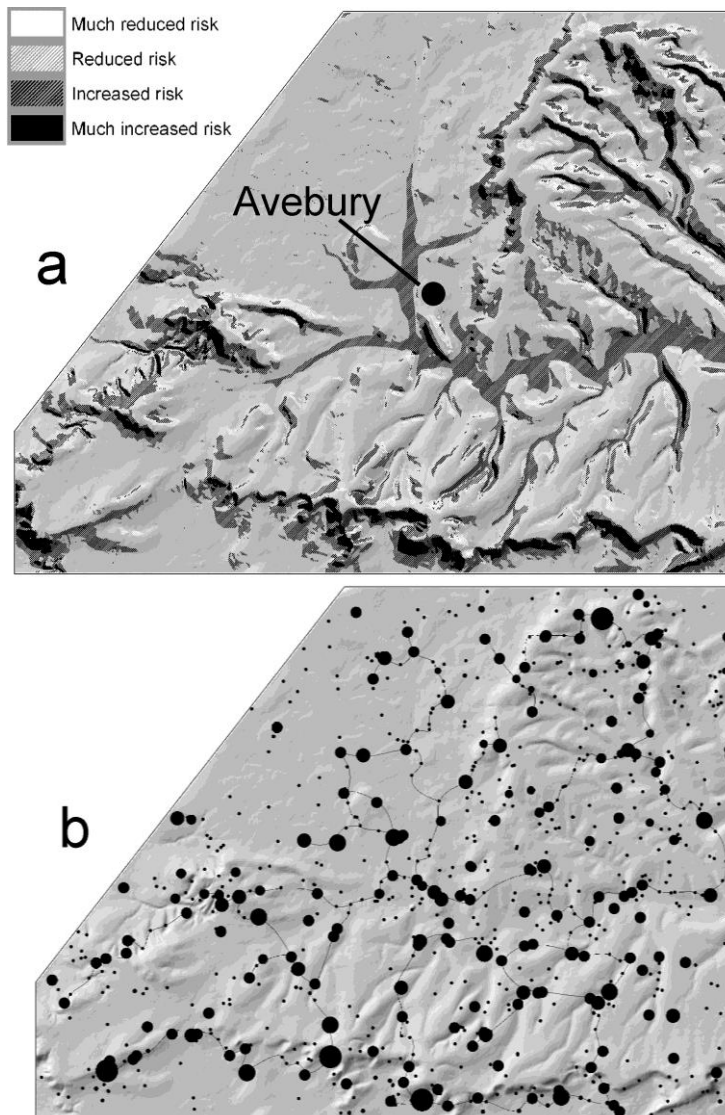 Much reduced risk
Reduced risk
Increased risk
Much increased risk
Avebury
a
b